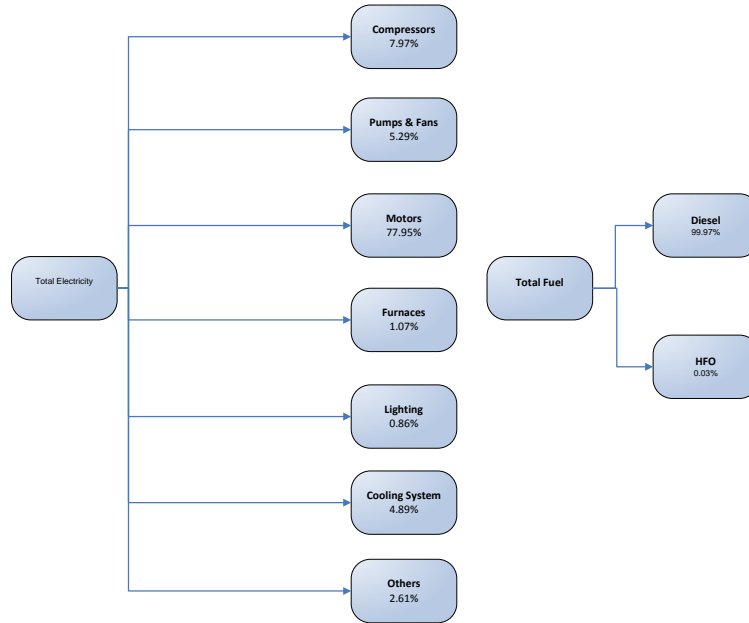 Compressors
7.97%
Pumps & Fans
5.29%
Motors
77.95%
Total Electricity
Furnaces
1.07%
Lighting
0.86%
Cooling System
4.89%
Others
2.61%
Total Fuel
Diesel
99.97%
HFO
0.03%